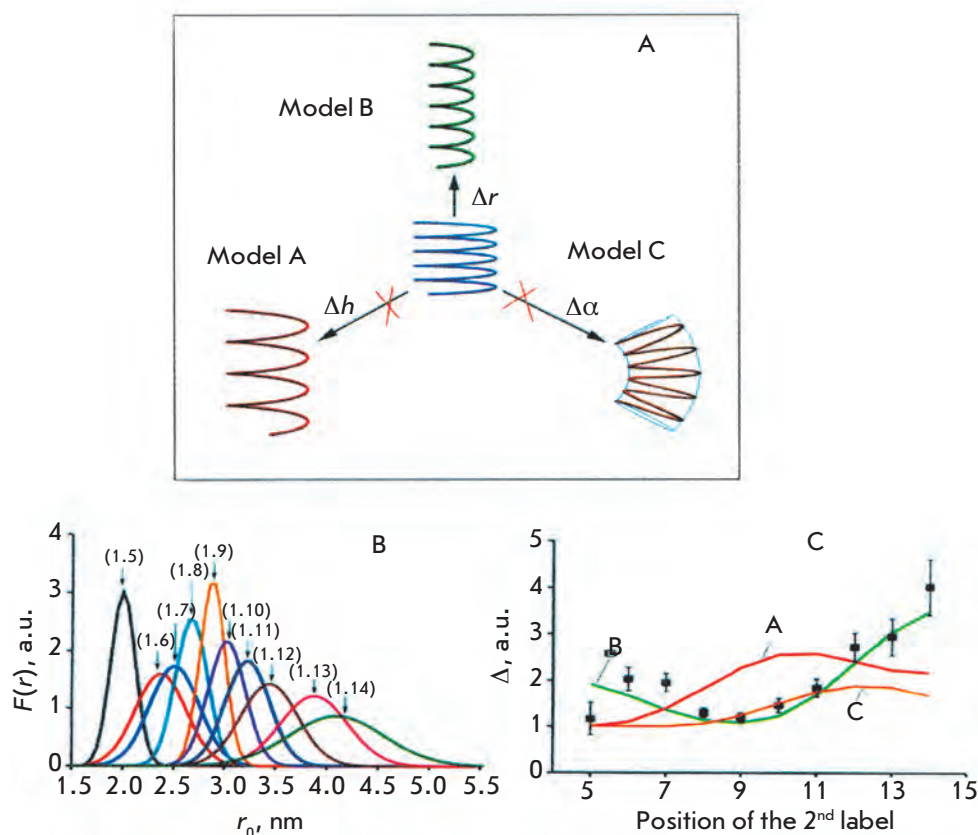 A
Model B
Δr
Model A
Model C
Δh
Δα
4
3
2
1
0
F(r), a.u.
B
(1.5)
(1.6)
(1.7)
(1.8)
(1.9)
(1.10)
(1.11)
(1.12)
(1.13)
(1.14)
1.5 2.0 2.5 3.0 3.5 4.0 4.5 5.0 5.5
r₀, nm
5
4
3
2
1
0
Δ, a.u.
C
B
A
C
5 7 9 11 13 15
Position of the 2nd label